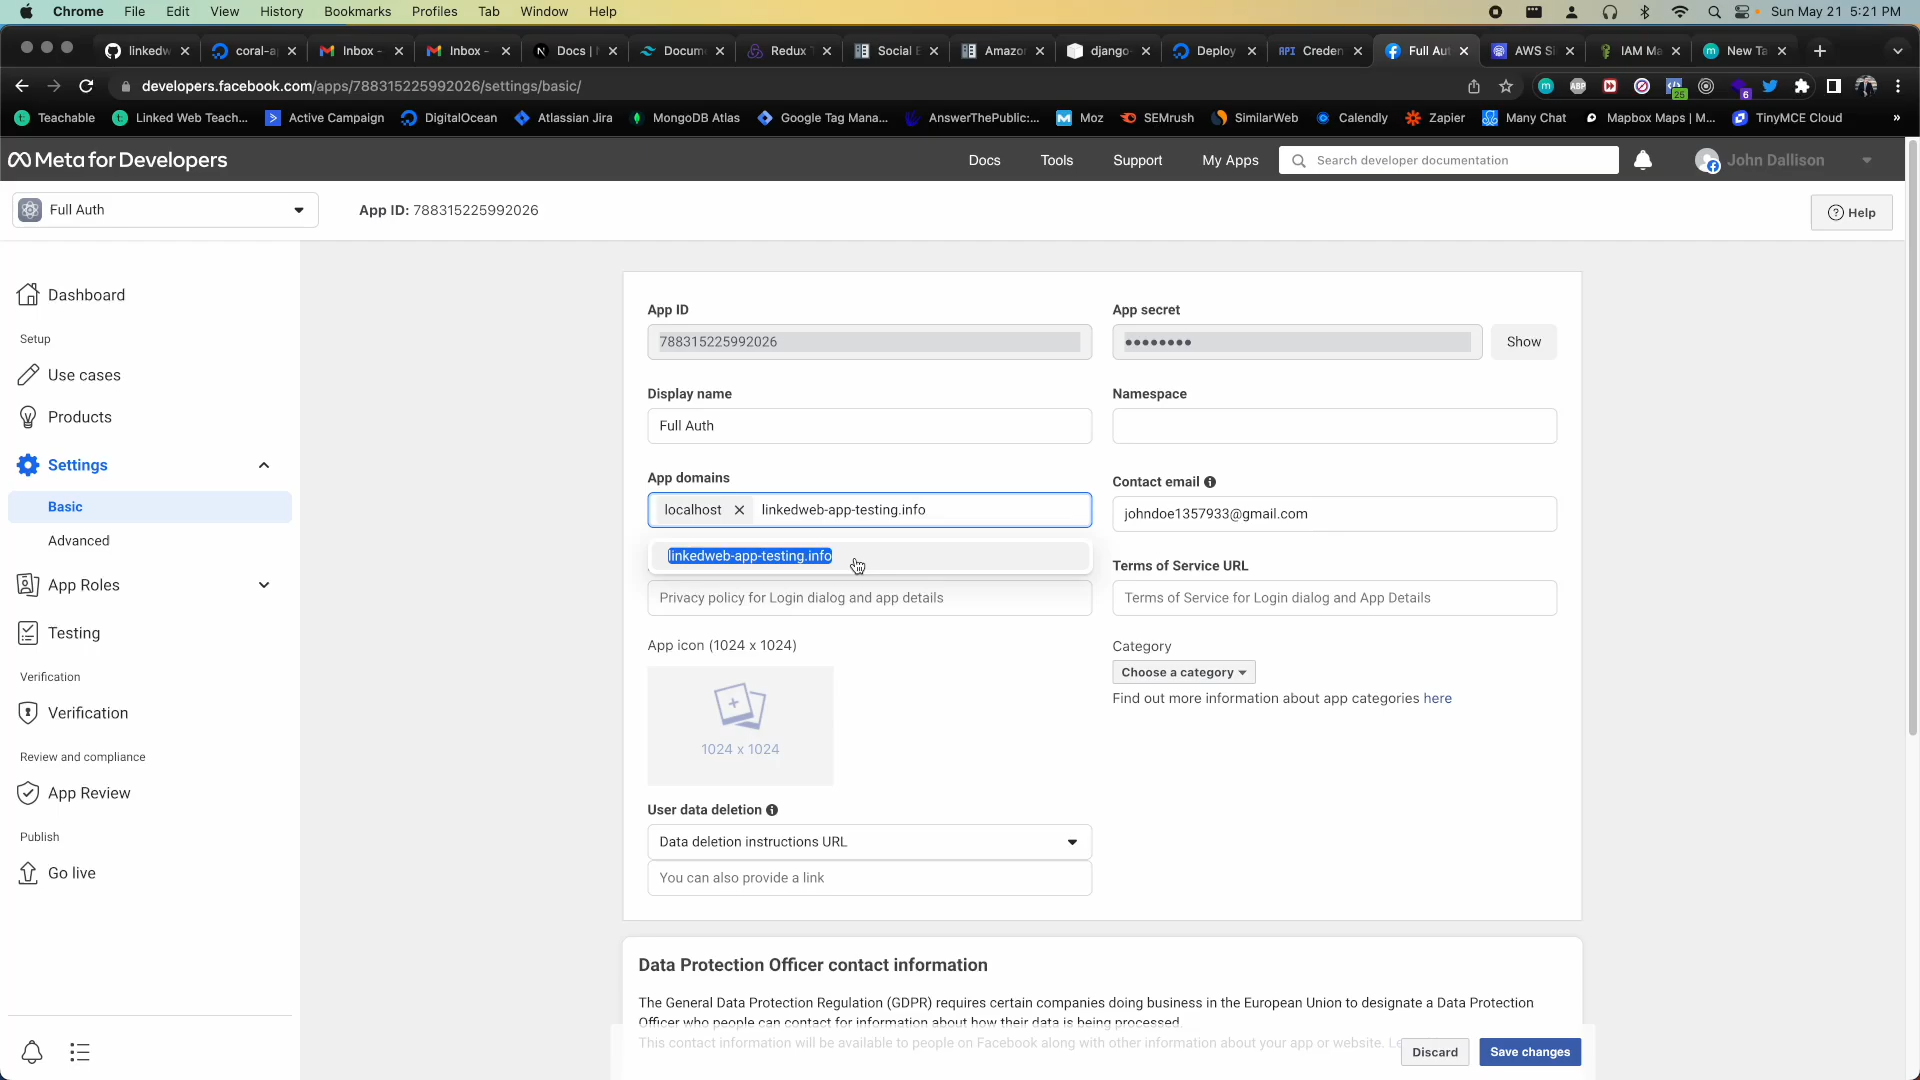 Chrome File Edit View History Bookmarks Profiles Tab Window Help Sun May 21 5:21 PM
linkedw coral-a Inbox - Inbox - Docs | Docum Redux T Social E Amazo django- Deploy Creden Full Aut AWS Si IAM Ma New Ta
developers.facebook.com/apps/788315225992026/settings/basic/
Teachable Linked Web Teach... Active Campaign DigitalOcean Atlassian Jira MongoDB Atlas Google Tag Mana... AnswerThePublic:... Moz SEMrush SimilarWeb Calendly Zapier Many Chat Mapbox Maps | M... TinyMCE Cloud »
Meta for Developers Docs Tools Support My Apps Search developer documentation John Dallison
Full Auth App ID: 788315225992026 Help
Dashboard
Setup
Use cases
Products
Settings
Basic
Advanced
App Roles
Testing
Verification
Verification
Review and compliance
App Review
Publish
Go live
App ID App secret
788315225992026 •••••••• Show
Display name Namespace
Full Auth
App domains Contact email
localhost linkedweb-app-testing.info johndoe1357933@gmail.com
linkedweb-app-testing.info Terms of Service URL
Privacy policy for Login dialog and app details Terms of Service for Login dialog and App Details
App icon (1024 x 1024) Category
Choose a category
Find out more information about app categories here
1024 x 1024
User data deletion
Data deletion instructions URL
You can also provide a link
Data Protection Officer contact information
The General Data Protection Regulation (GDPR) requires certain companies doing business in the European Union to designate a Data Protection
Officer who people can contact for information about how their data is being processed.
This contact information will be available to people on Facebook along with other information about your app or website. Le
Discard Save changes